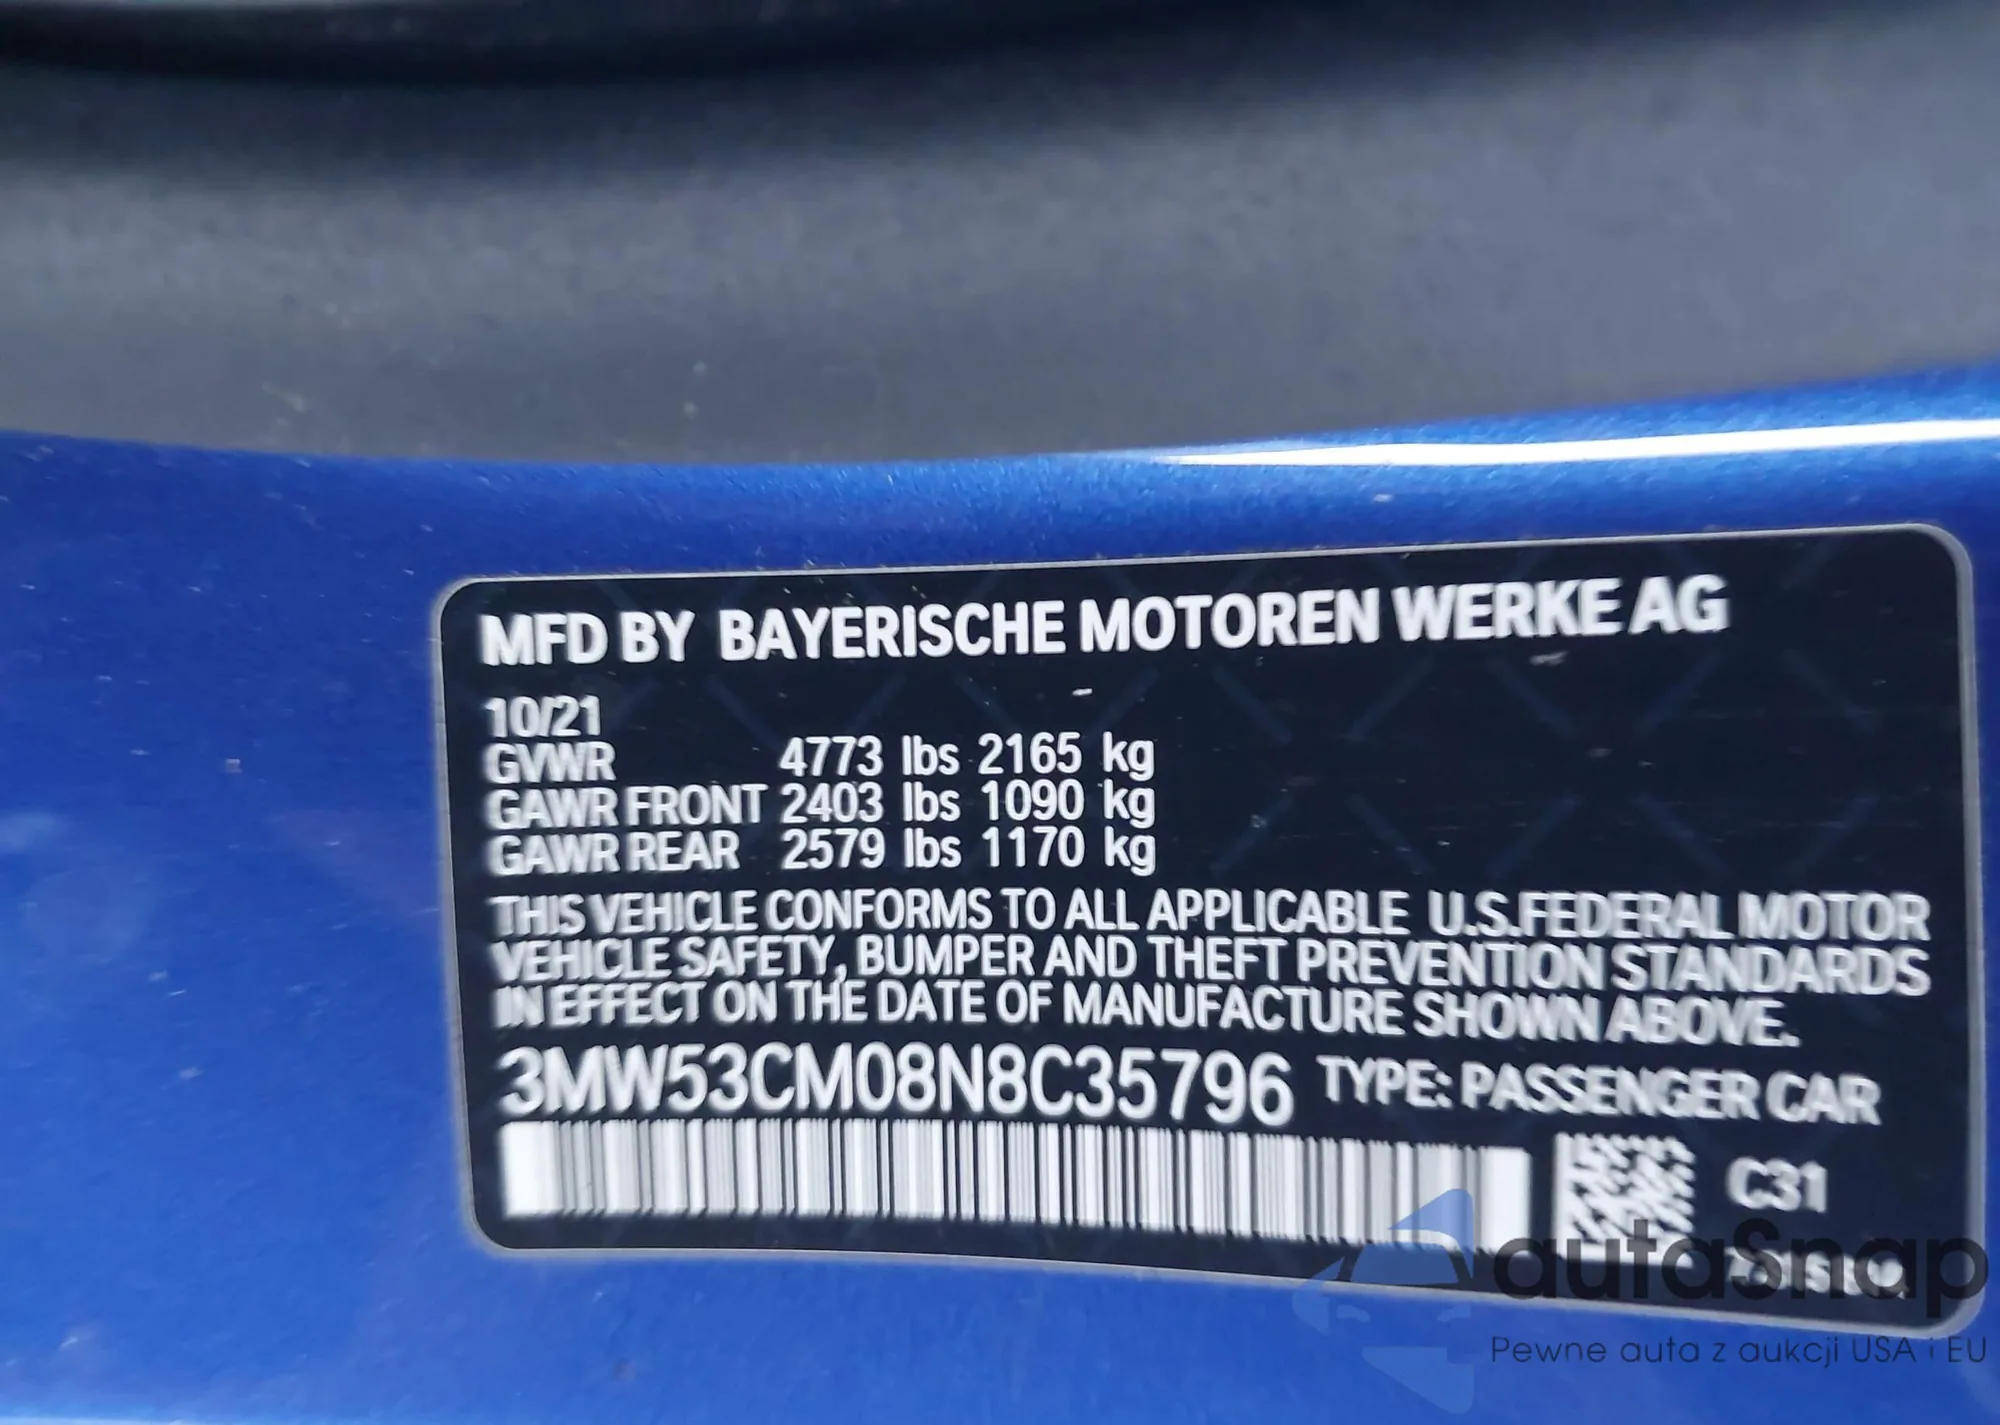 MFD BY BAYERISCHE MOTOREN WERKE AG
10/21
GVWR 4773 lbs 2165 kg
GAWR FRONT 2403 lbs 1090 kg
GAWR REAR 2579 lbs 1170 kg
THIS VEHICLE CONFORMS TO ALL APPLICABLE U.S.FEDERAL MOTOR
VEHICLE SAFETY, BUMPER AND THEFT PREVENTION STANDARDS
IN EFFECT ON THE DATE OF MANUFACTURE SHOWN ABOVE.
3MW53CM08N8C35796 TYPE: PASSENGER CAR
C31
autaSnap
Pewne auta z aukcji USA i EU